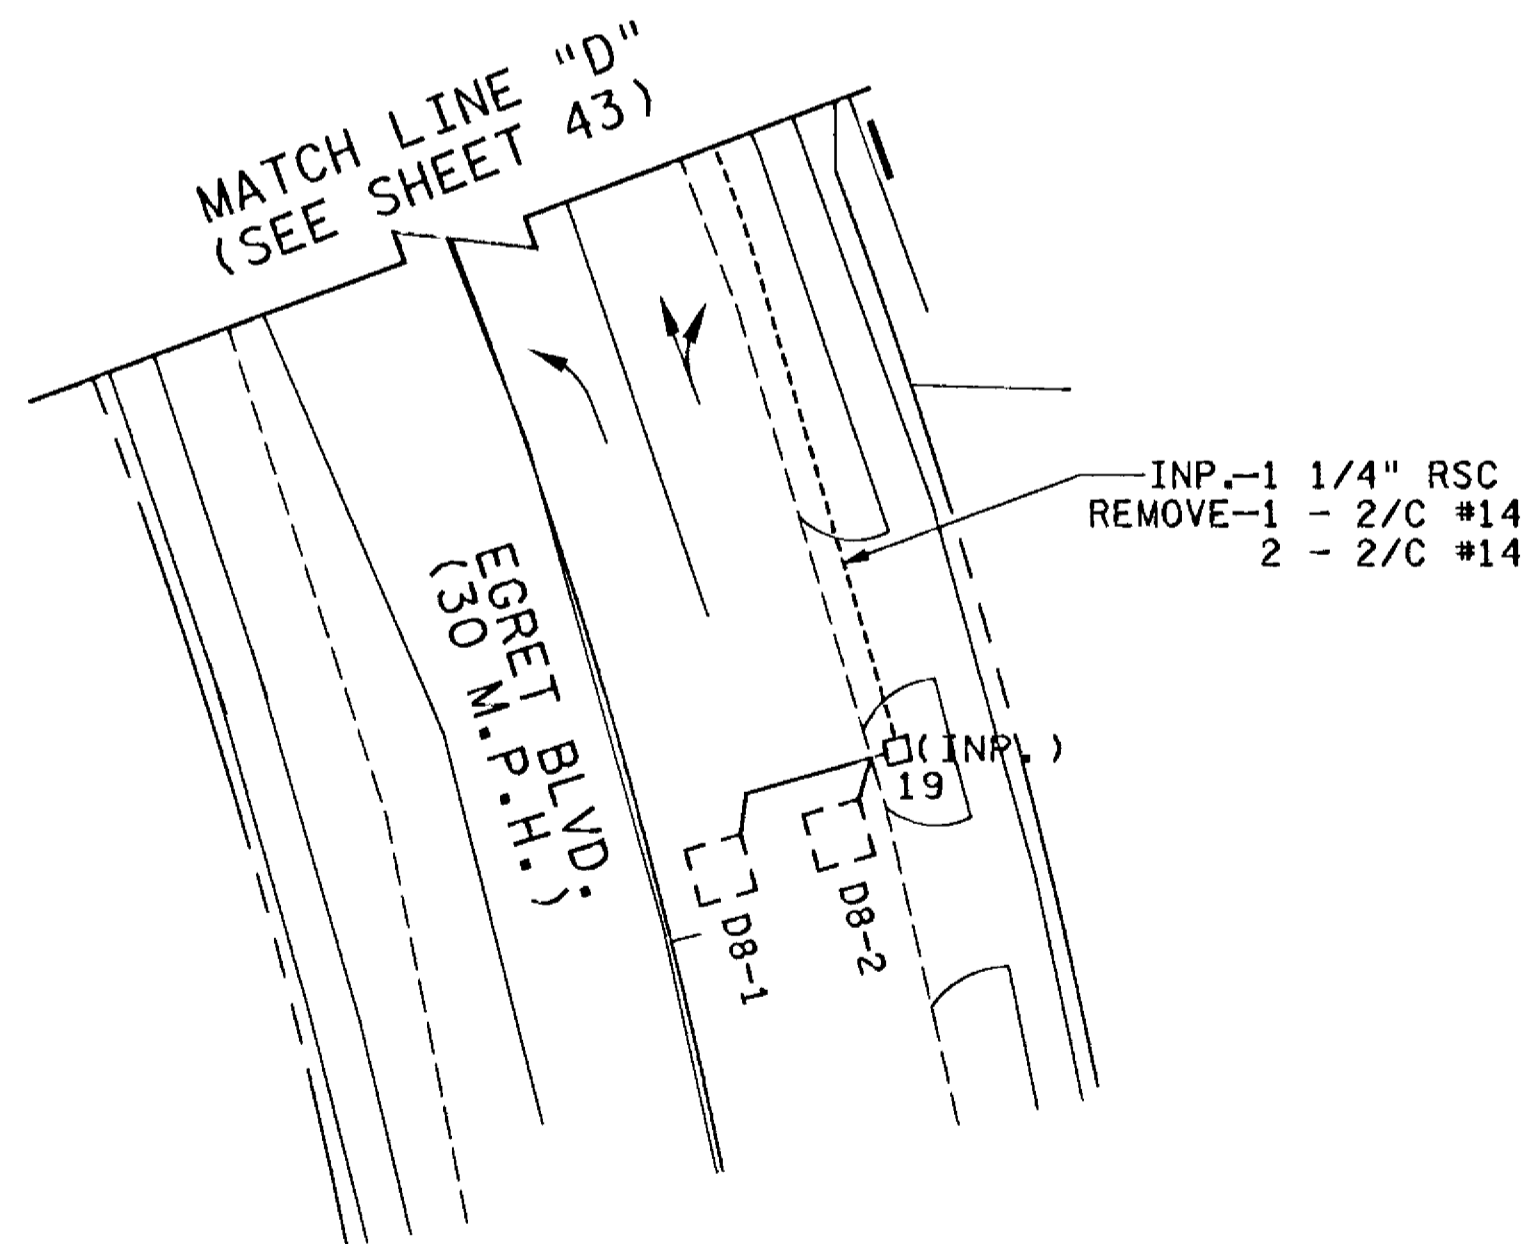 MATCH LINE "D"
(SEE SHEET 43)
INP.-1 1/4" RSC
REMOVE-1 - 2/C #14
2 - 2/C #14
EGRET BLVD.
(30 M.P.H.)
(INP.)
19
D8-1
D8-2